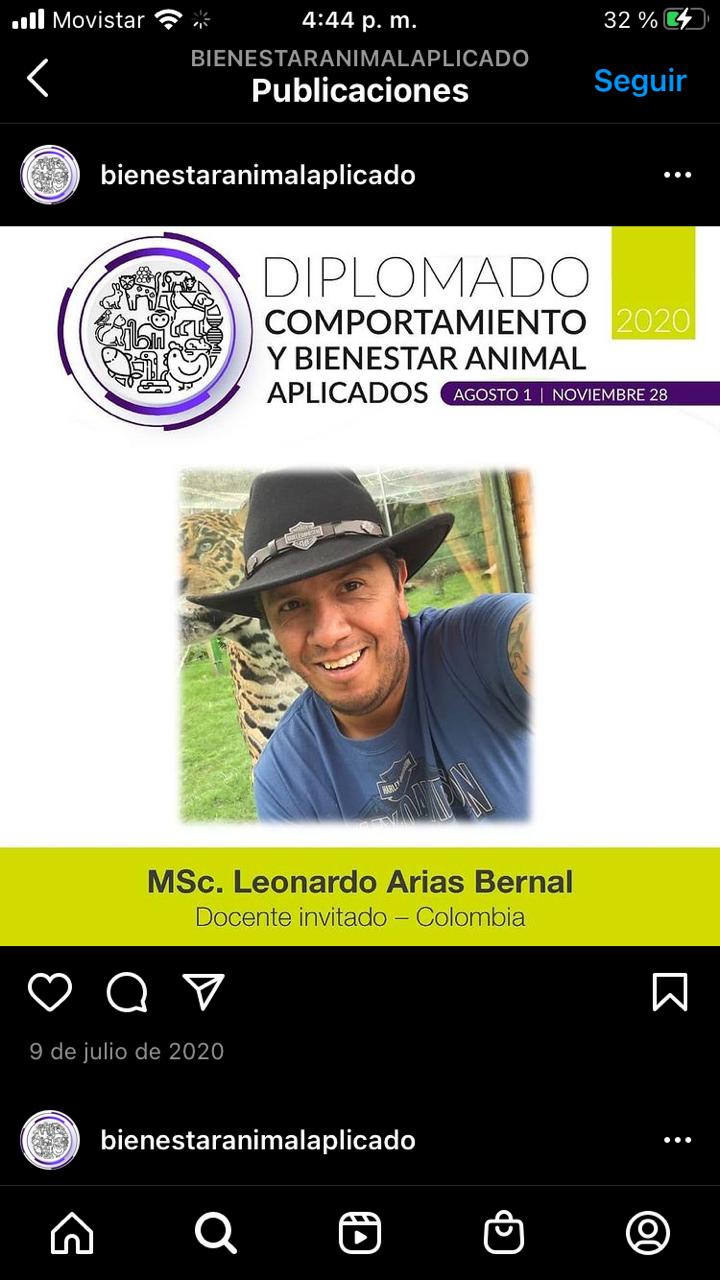 Movistar
4:44 p. m.
32 %
BIENESTARANIMALAPLICADO
Publicaciones
Seguir
bienestaranimalaplicado
DIPLOMADO
COMPORTAMIENTO
Y BIENESTAR ANIMAL
APLICADOS
AGOSTO 1 | NOVIEMBRE 28
2020
MSc. Leonardo Arias Bernal
Docente invitado – Colombia
9 de julio de 2020
bienestaranimalaplicado